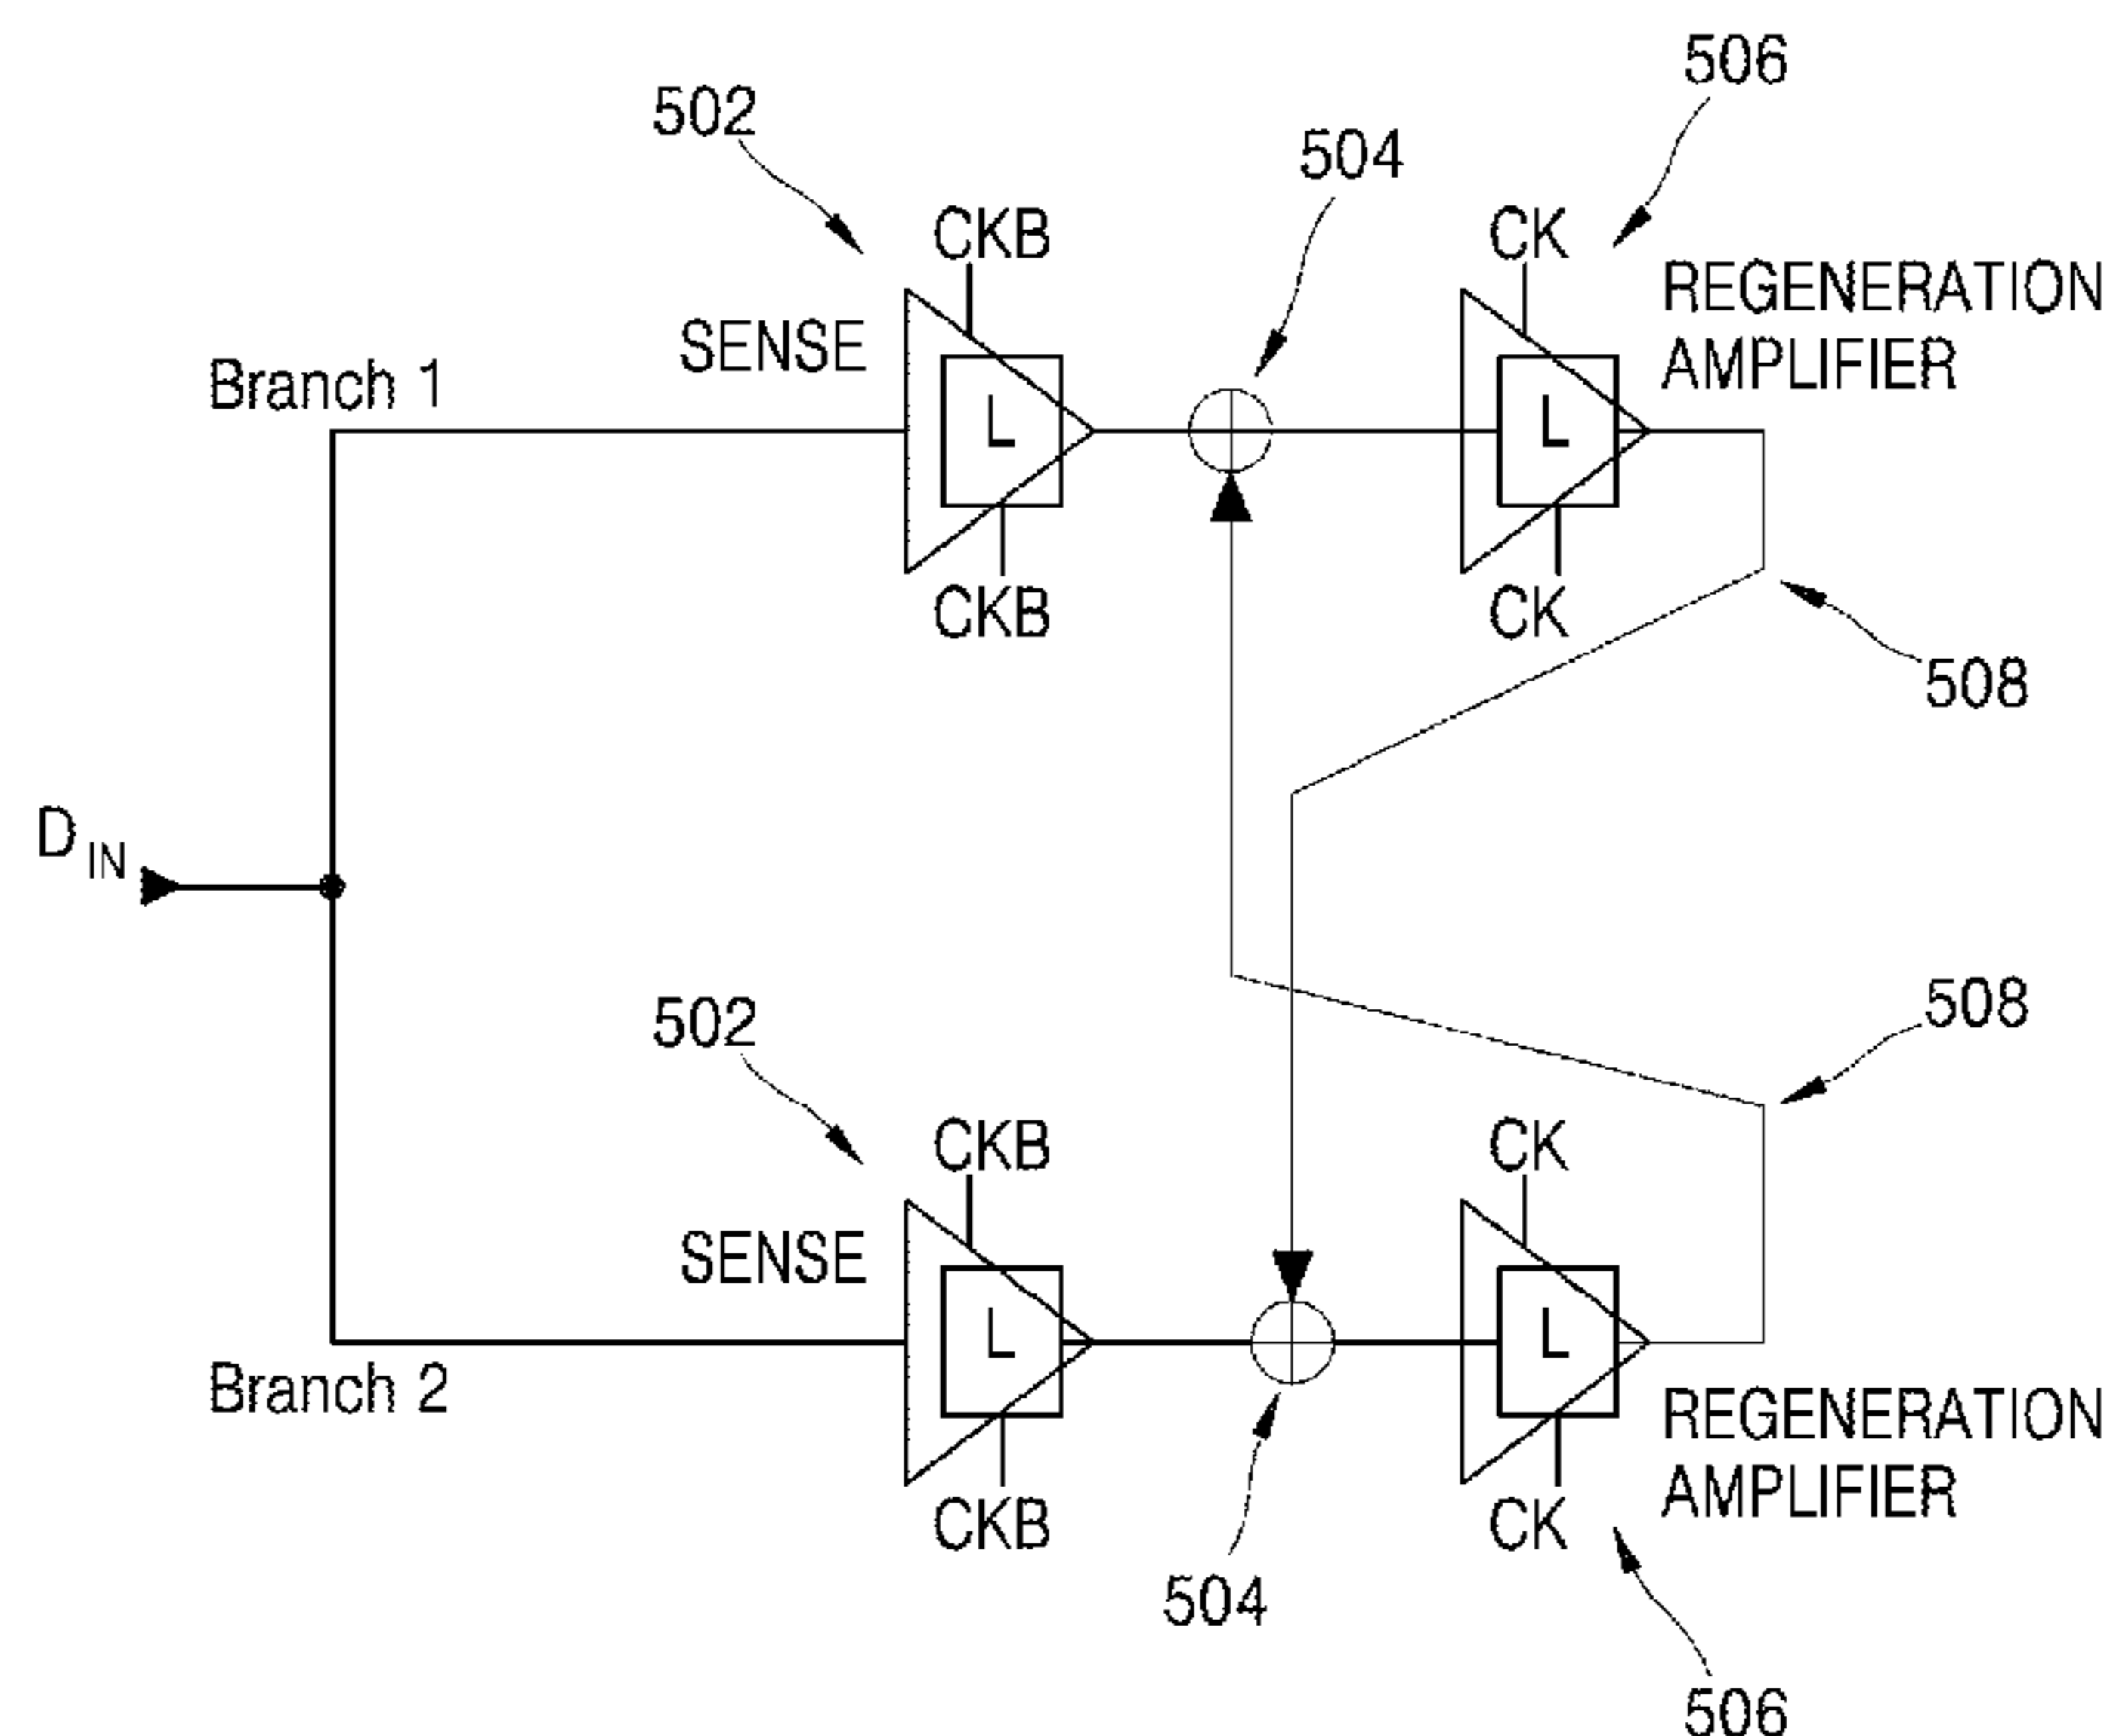 506
502
504
CKB
CK
REGENERATION
AMPLIFIER
SENSE
Branch 1
L
L
CKB
CK
508
D IN
508
502
CKB
CK
SENSE
L
L
Branch 2
REGENERATION
AMPLIFIER
CKB
CK
504
506